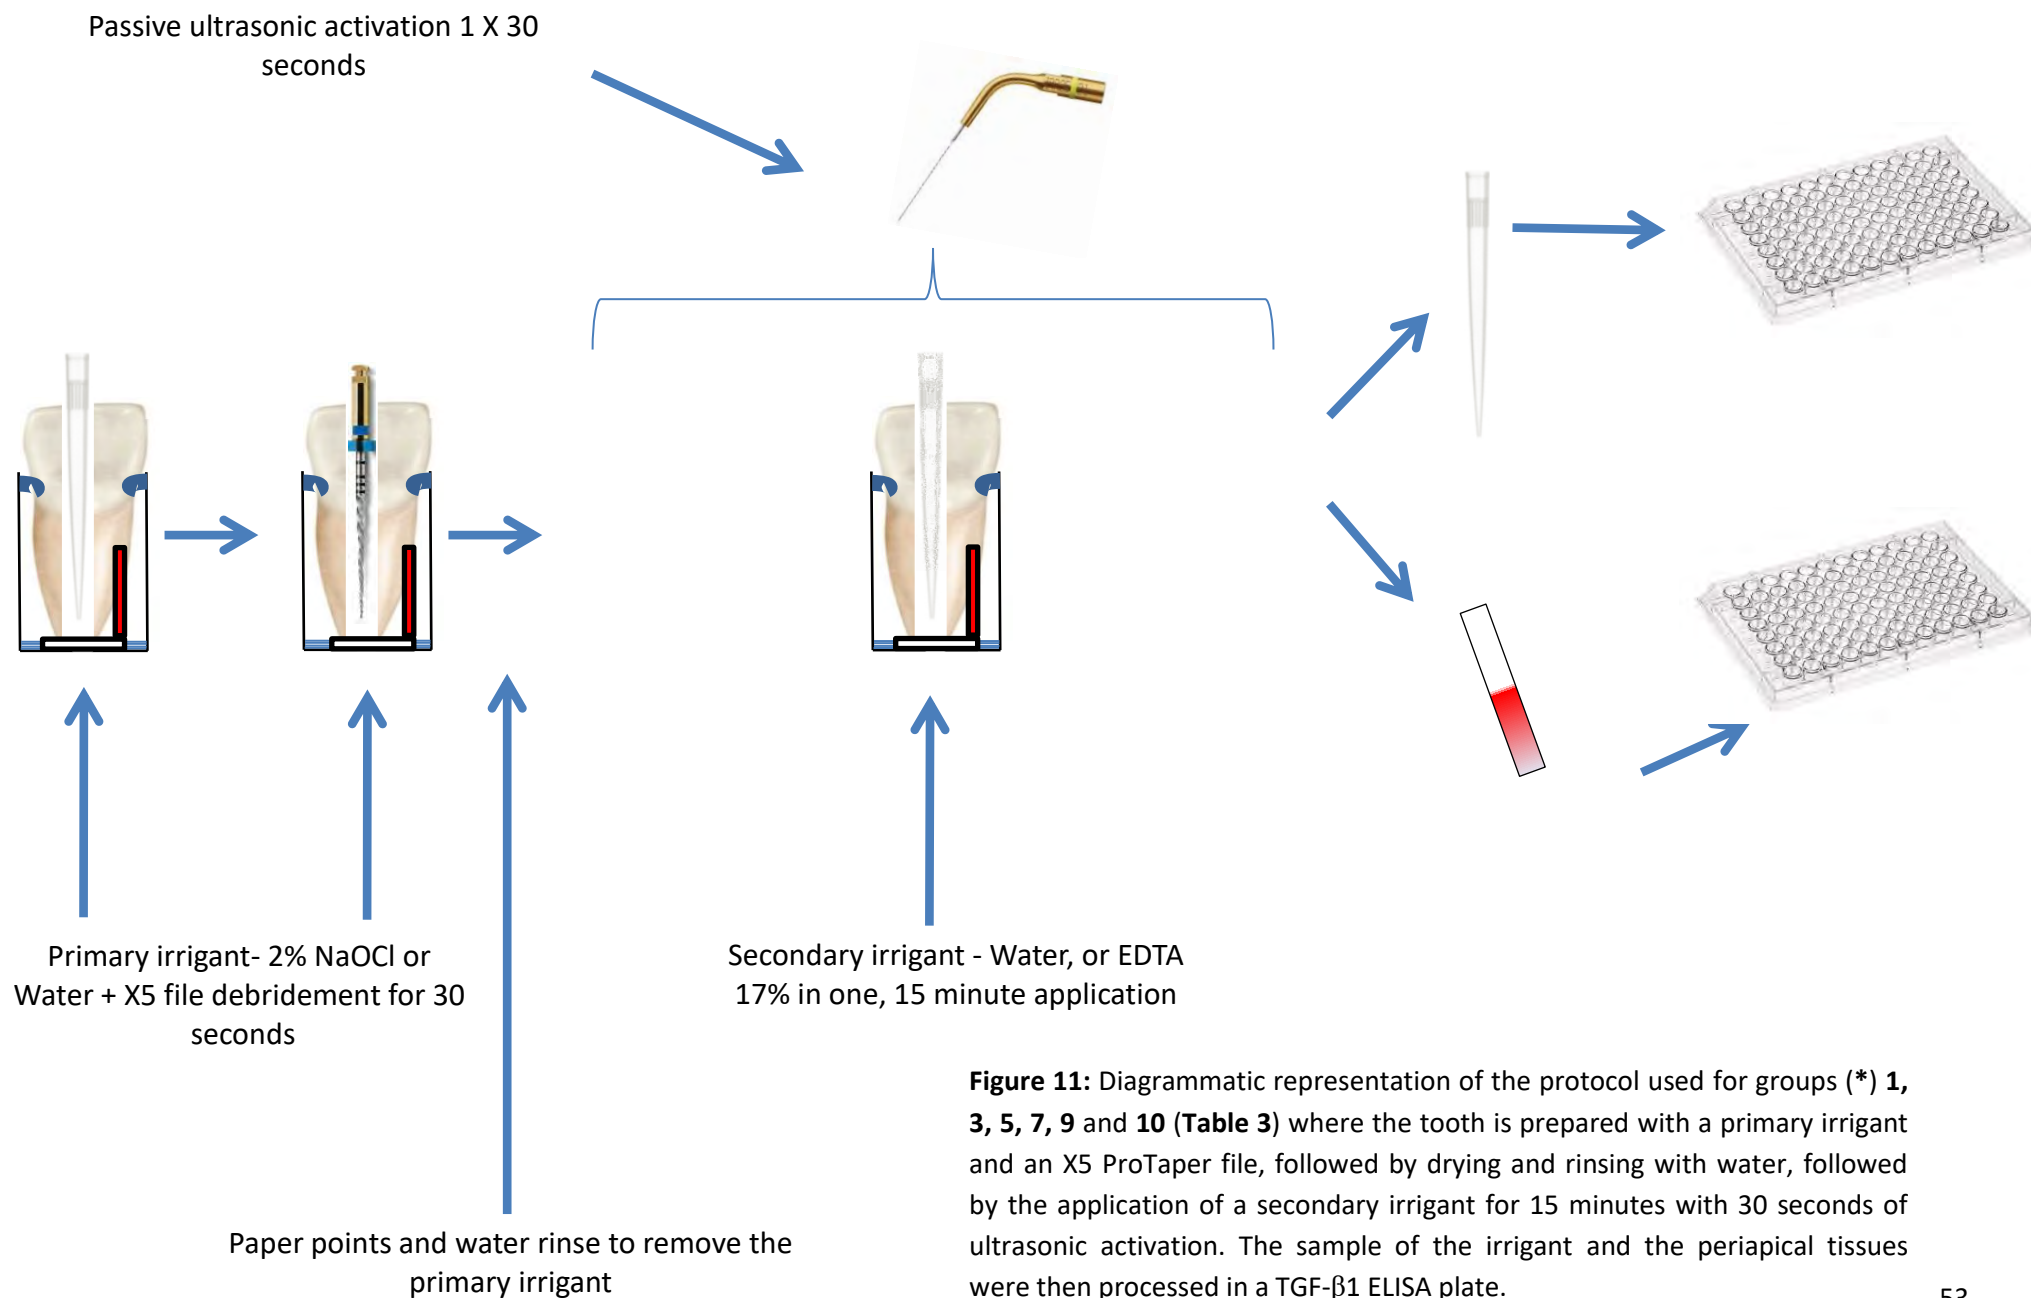 Passive ultrasonic activation 1 X 30
seconds
Primary irrigant- 2% NaOCl or
Water + X5 file debridement for 30
seconds
Secondary irrigant - Water, or EDTA
17% in one, 15 minute application
Paper points and water rinse to remove the
primary irrigant
Figure 11: Diagrammatic representation of the protocol used for groups (*) 1,
3, 5, 7, 9 and 10 (Table 3) where the tooth is prepared with a primary irrigant
and an X5 ProTaper file, followed by drying and rinsing with water, followed
by the application of a secondary irrigant for 15 minutes with 30 seconds of
ultrasonic activation. The sample of the irrigant and the periapical tissues
were then processed in a TGF-β1 ELISA plate.
53